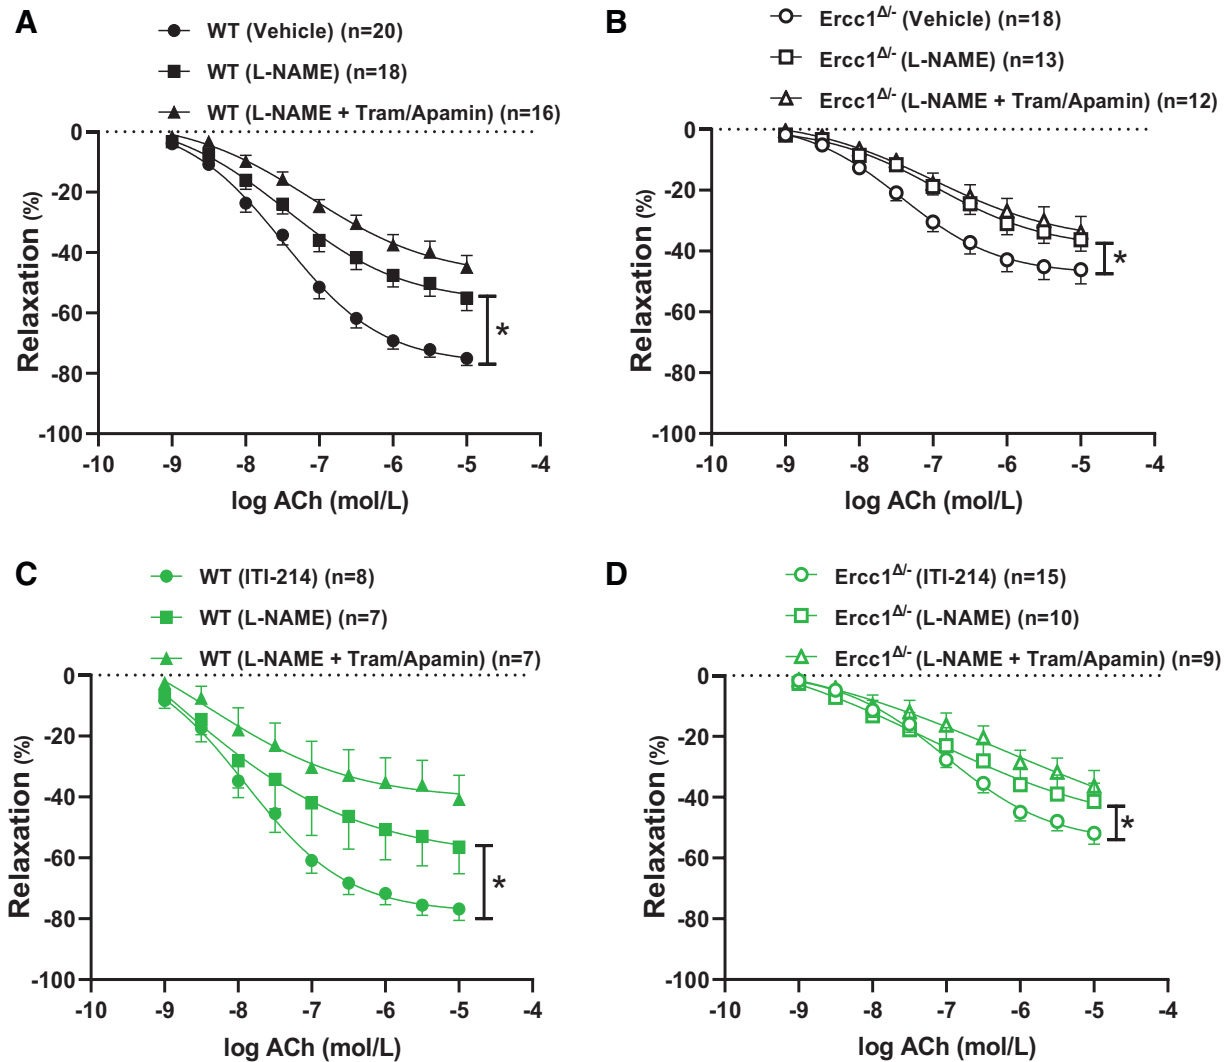 A
WT (Vehicle) (n=20)
WT (L-NAME) (n=18)
WT (L-NAME + Tram/Apamin) (n=16)
0
-20
-40
-60
-80
-100
Relaxation (%)
*
-10 -9 -8 -7 -6 -5 -4
log ACh (mol/L)
B
Ercc1Δ/- (Vehicle) (n=18)
Ercc1Δ/- (L-NAME) (n=13)
Ercc1Δ/- (L-NAME + Tram/Apamin) (n=12)
0
-20
-40
-60
-80
-100
Relaxation (%)
*
-10 -9 -8 -7 -6 -5 -4
log ACh (mol/L)
C
WT (ITI-214) (n=8)
WT (L-NAME) (n=7)
WT (L-NAME + Tram/Apamin) (n=7)
0
-20
-40
-60
-80
-100
Relaxation (%)
*
-10 -9 -8 -7 -6 -5 -4
log ACh (mol/L)
D
Ercc1Δ/- (ITI-214) (n=15)
Ercc1Δ/- (L-NAME) (n=10)
Ercc1Δ/- (L-NAME + Tram/Apamin) (n=9)
0
-20
-40
-60
-80
-100
Relaxation (%)
*
-10 -9 -8 -7 -6 -5 -4
log ACh (mol/L)